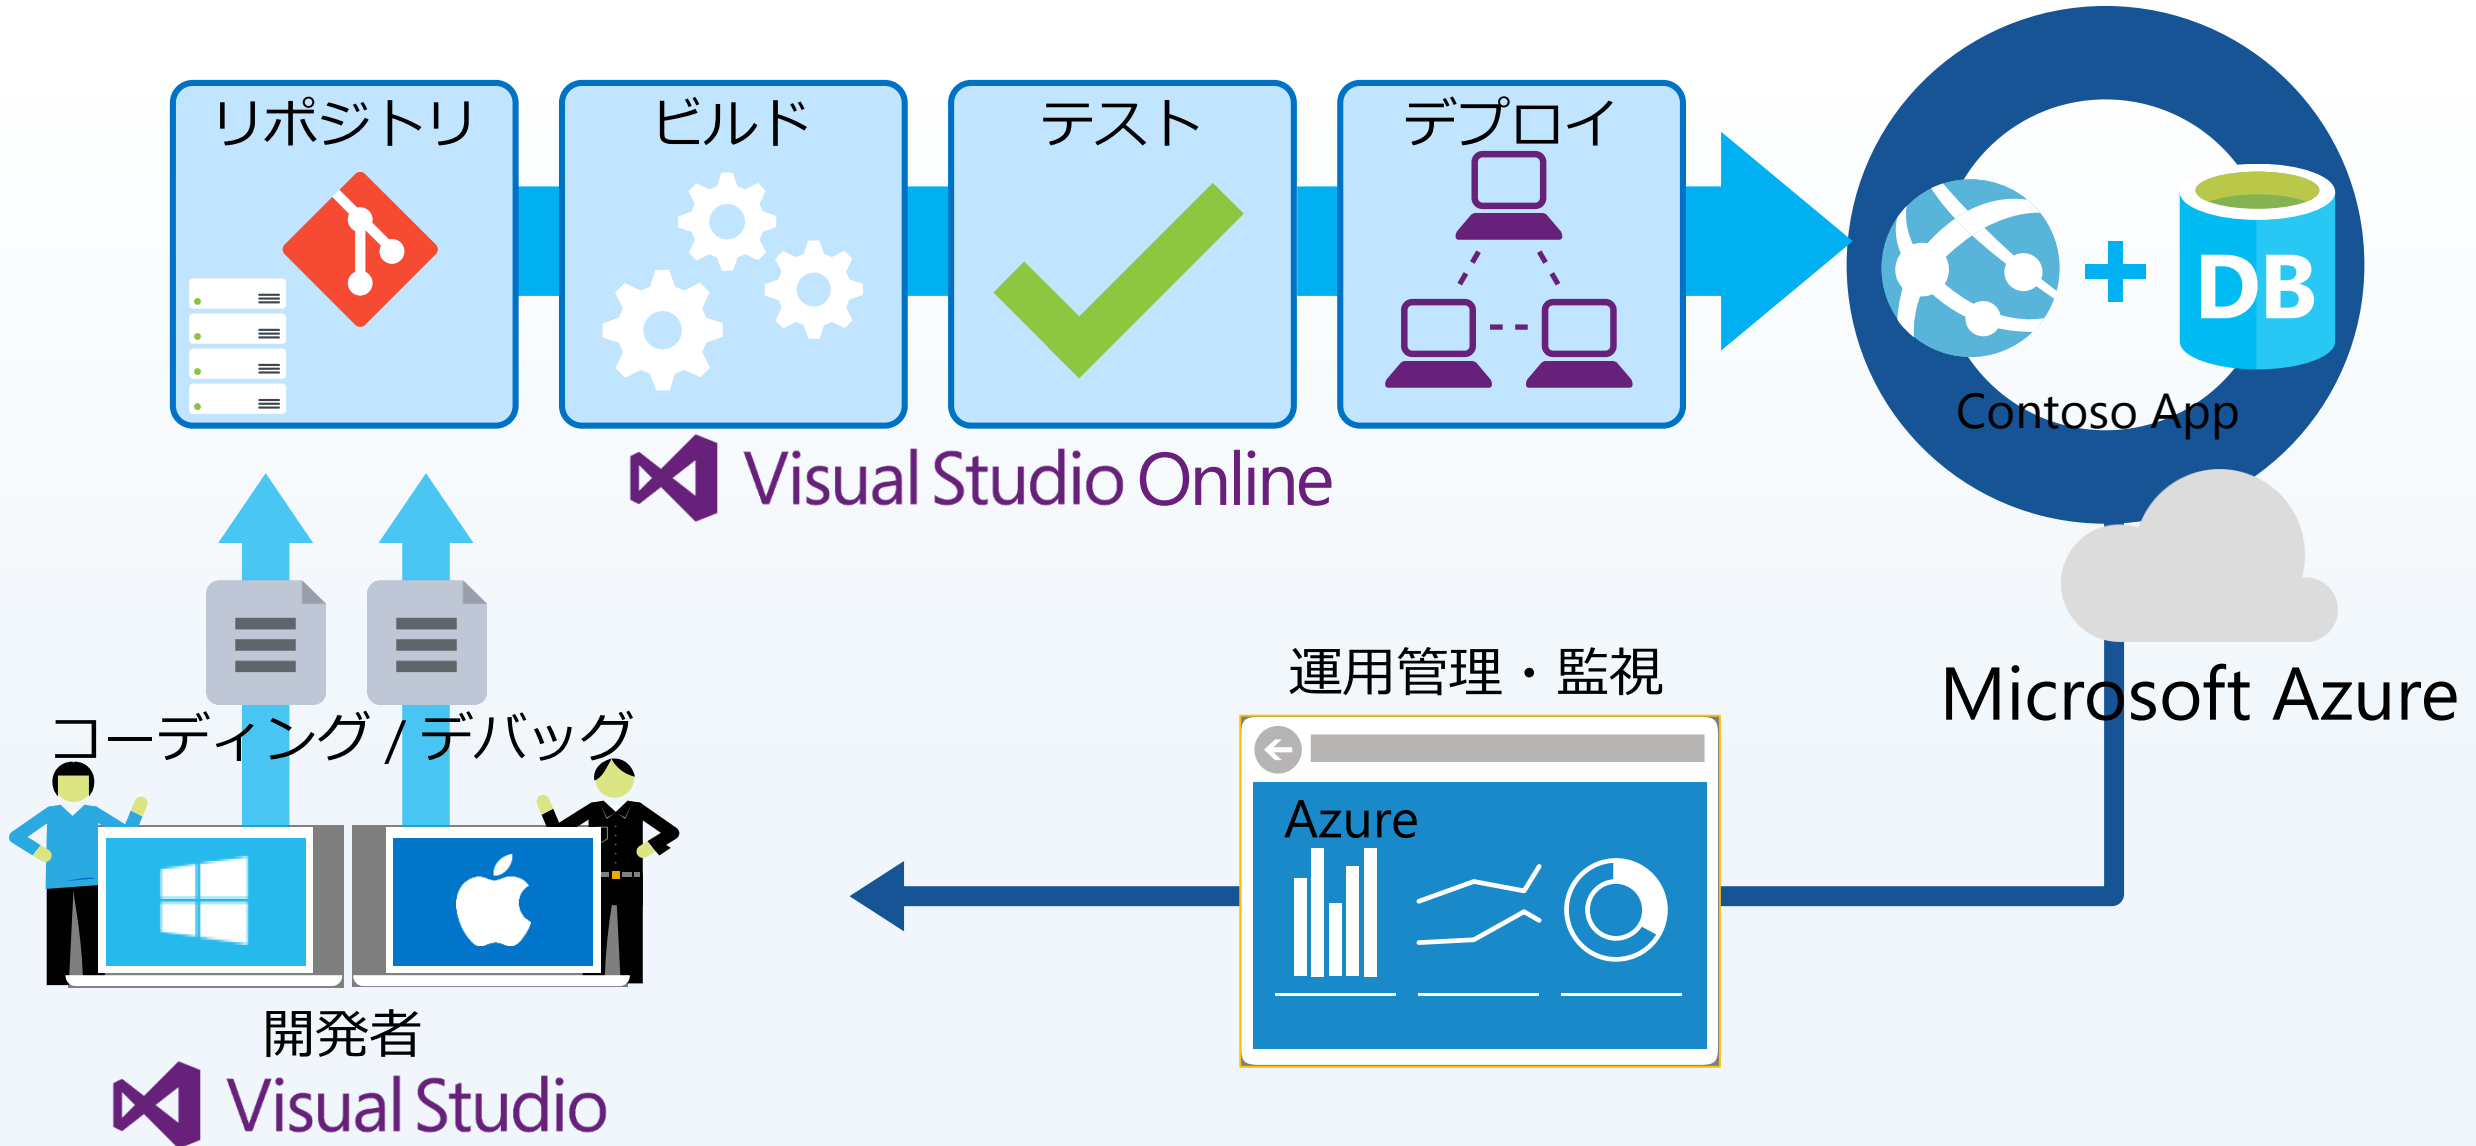 リポジトリ
ビルド
テスト
デプロイ
DB
Contoso App
Visual Studio Online
Microsoft Azure
運用管理・監視
Azure
コーディング / デバッグ
開発者
Visual Studio